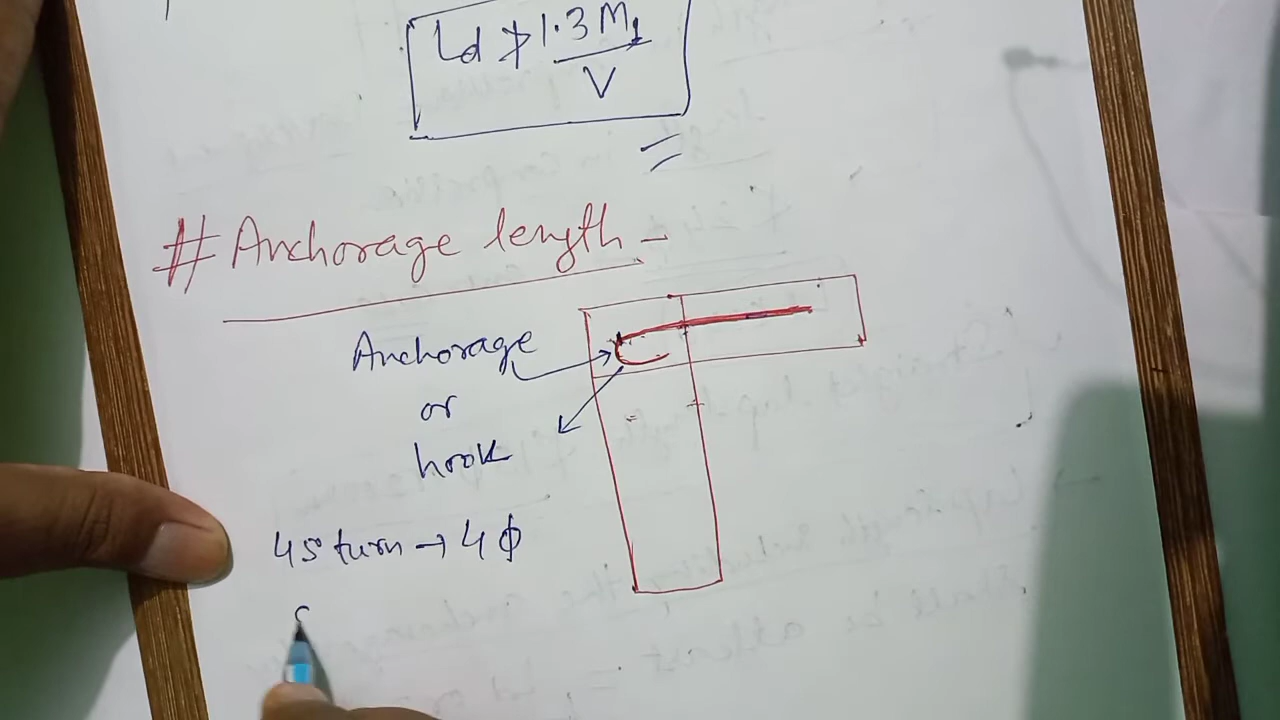 Ld ≯ 1.3 M1 / V
# Anchorage length -
Anchorage
or
hook
45° turn → 4 ϕ